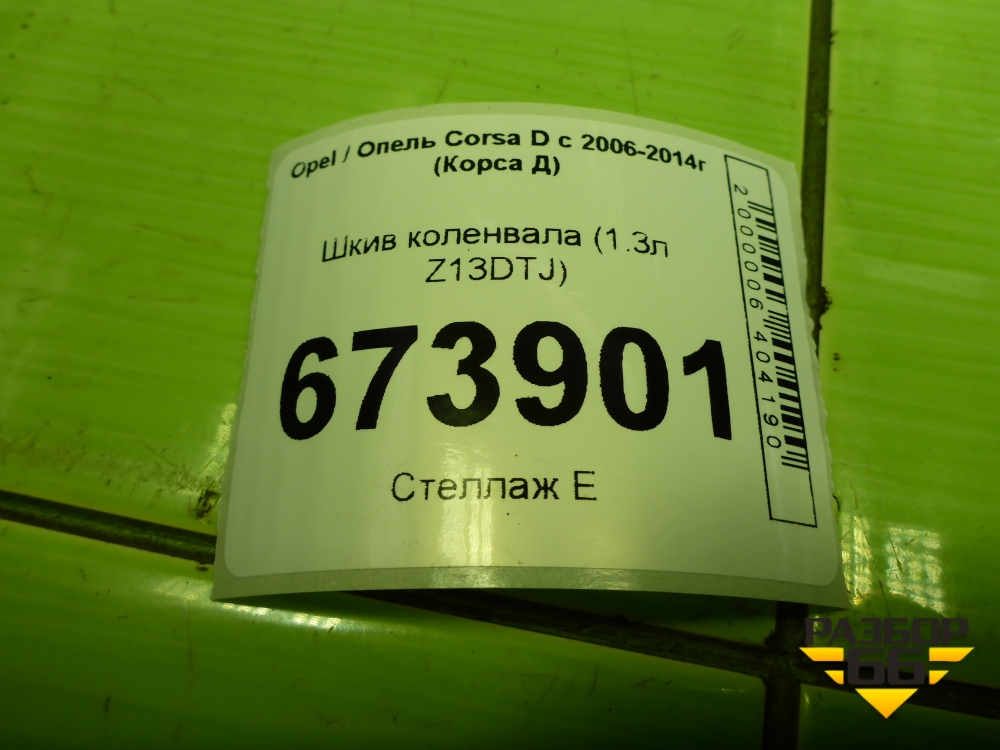 Opel / Опель Corsa D с 2006-2014г
(Корса Д)
Шкив коленвала (1.3л
Z13DTJ)
673901
Стеллаж Е
2000006404190
РАЗБОР
66